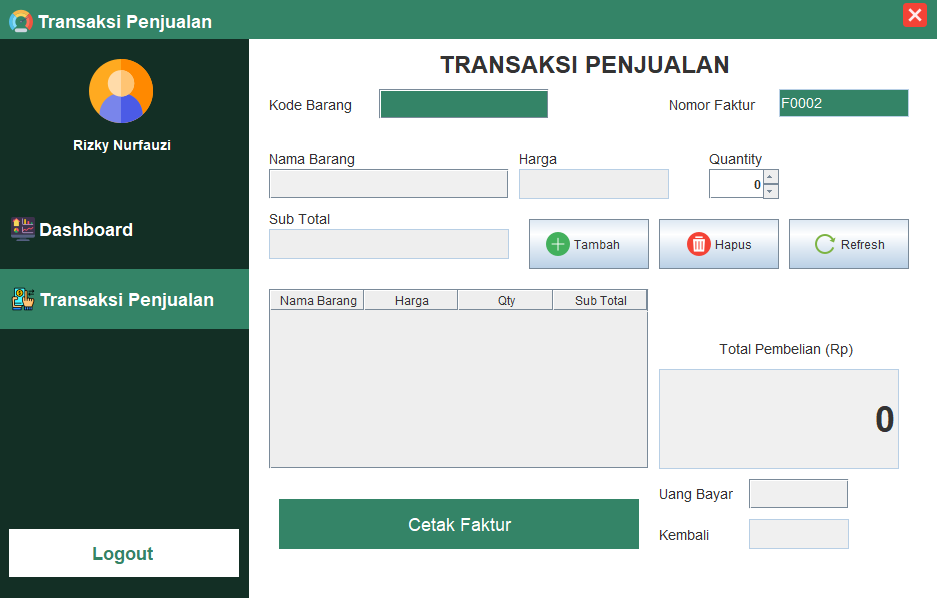 Transaksi Penjualan
Rizky Nurfauzi
Dashboard
Transaksi Penjualan
Logout
TRANSAKSI PENJUALAN
Kode Barang
Nomor Faktur F0002
Nama Barang Harga Quantity
0
Sub Total
Tambah Hapus Refresh
Nama Barang Harga Qty Sub Total
Total Pembelian (Rp)
0
Uang Bayar
Kembali
Cetak Faktur